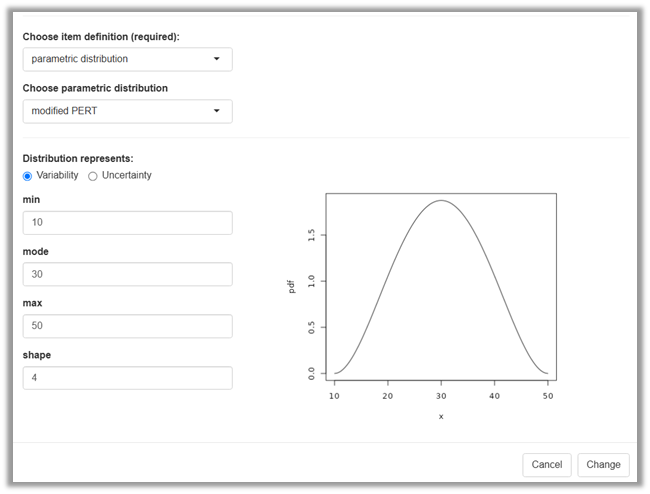 Choose item definition (required):
parametric distribution
Choose parametric distribution
modified PERT
Distribution represents:
Variability Uncertainty
min
10
mode
30
max
50
shape
4
pdf
1.5
1.0
0.5
0.0
10 20 30 40 50
x
Cancel Change